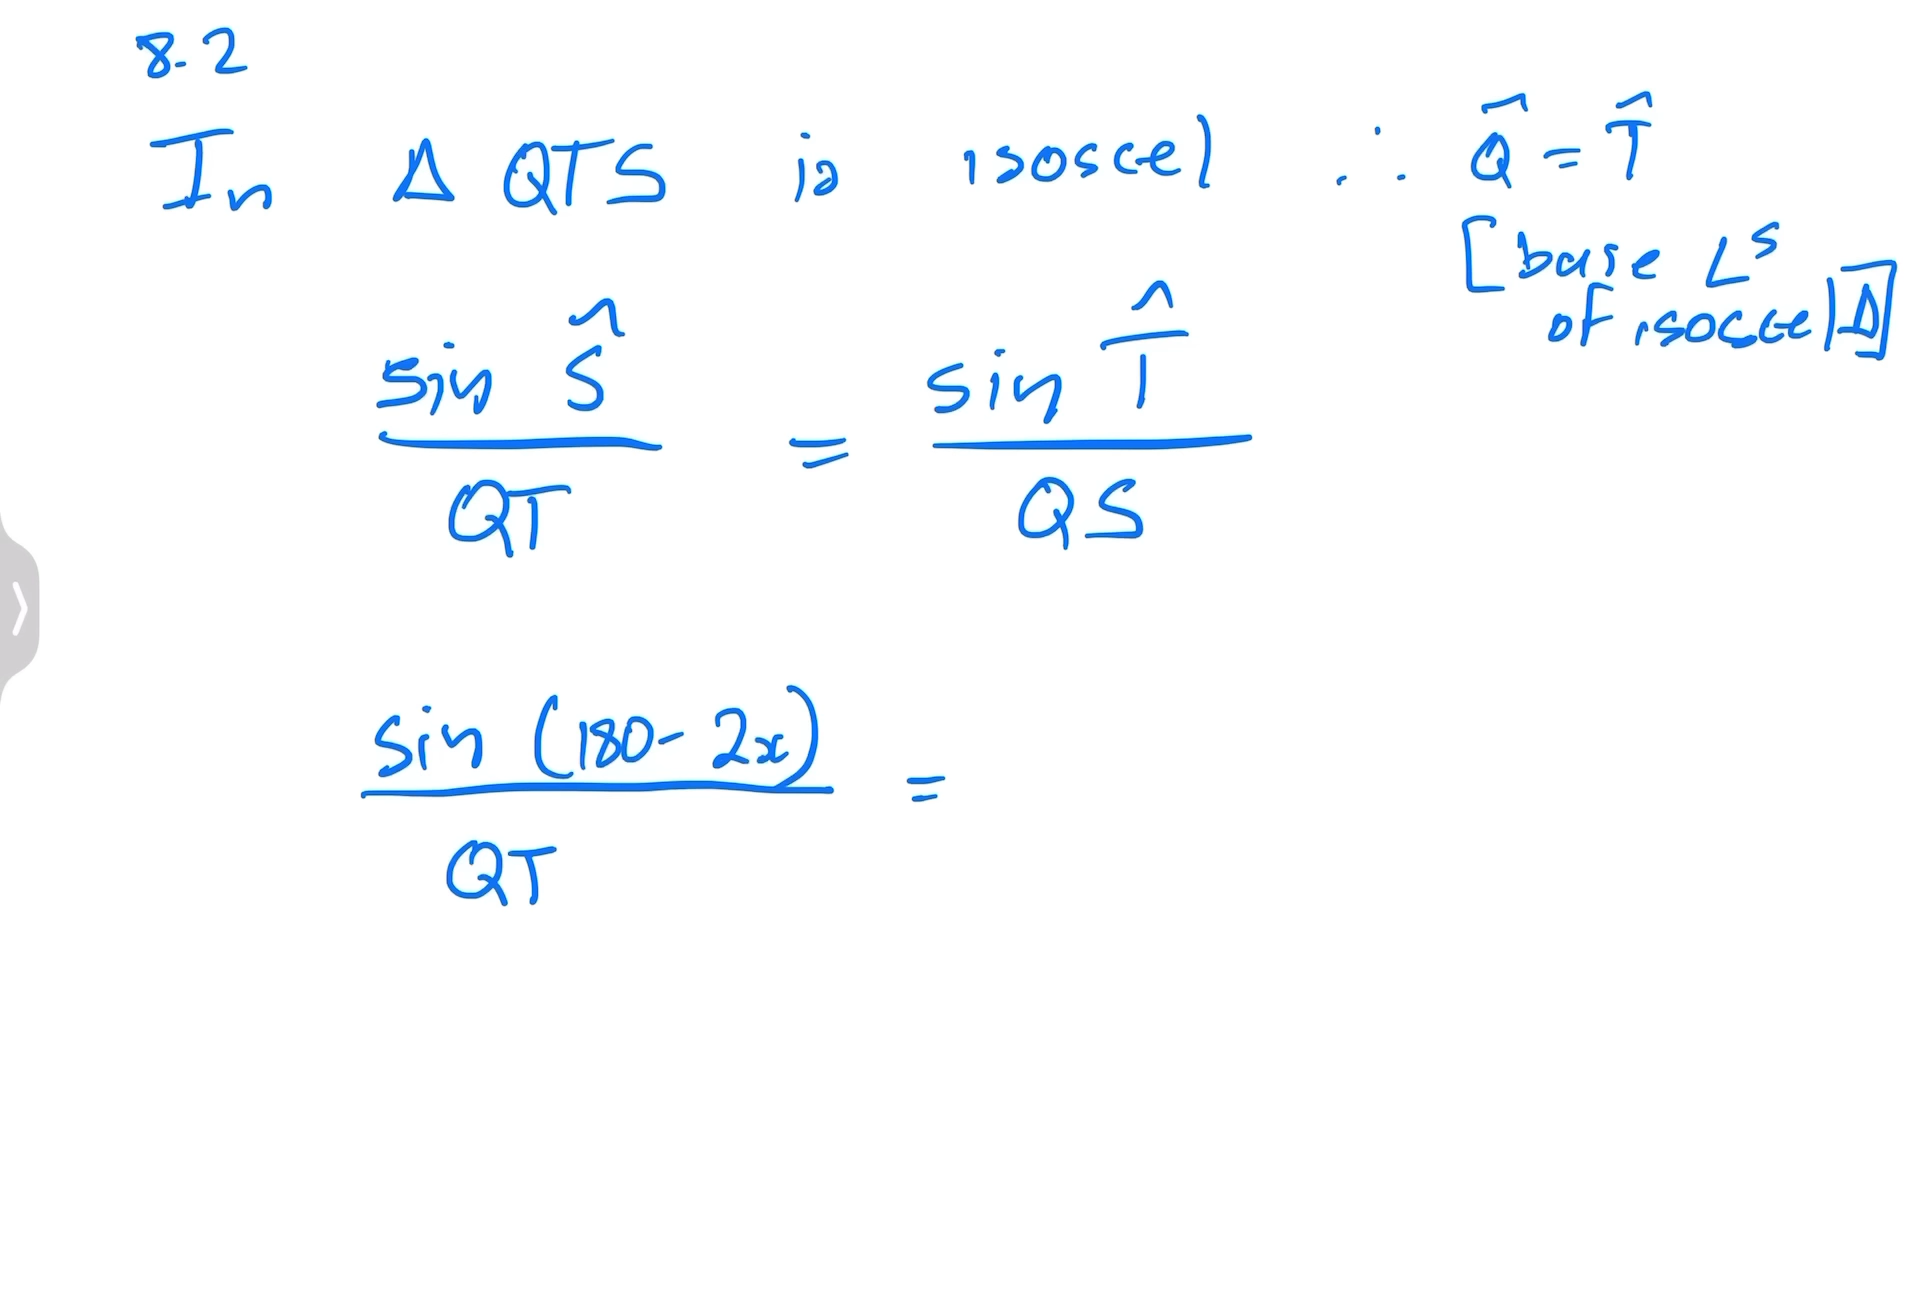 8.2
In Δ QTS is isoscel ∴ Q̂ = T̂
[base ∠s
of isoscel Δ]
sin Ŝ / QT = sin T̂ / QS
sin (180 - 2x) / QT =